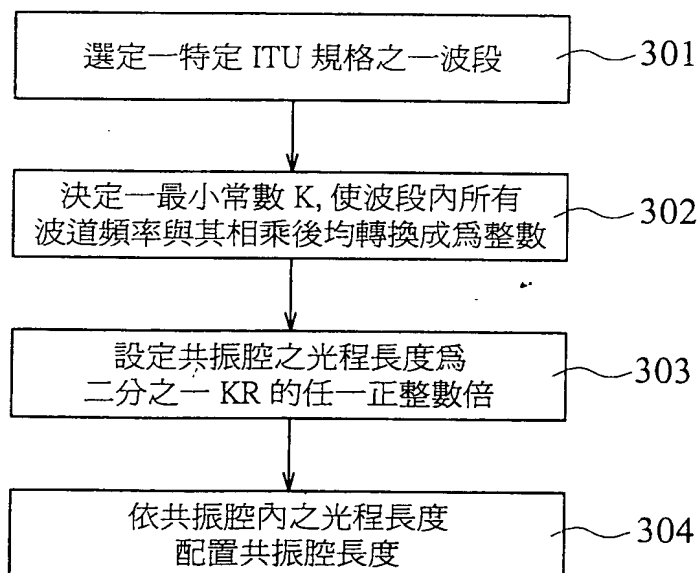 選定一特定 ITU 規格之一波段
301
決定一最小常數 K, 使波段內所有
波道頻率與其相乘後均轉換成爲整數
302
設定共振腔之光程長度爲
二分之一 KR 的任一正整數倍
303
依共振腔內之光程長度
配置共振腔長度
304